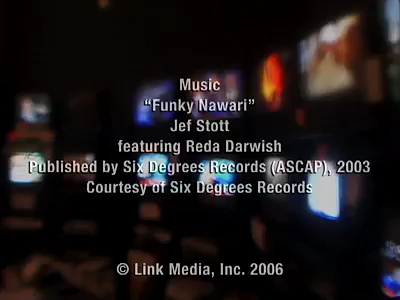 Music
“Funky Nawari”
Jef Stott
featuring Reda Darwish
Published by Six Degrees Records (ASCAP), 2003
Courtesy of Six Degrees Records
© Link Media, Inc. 2006